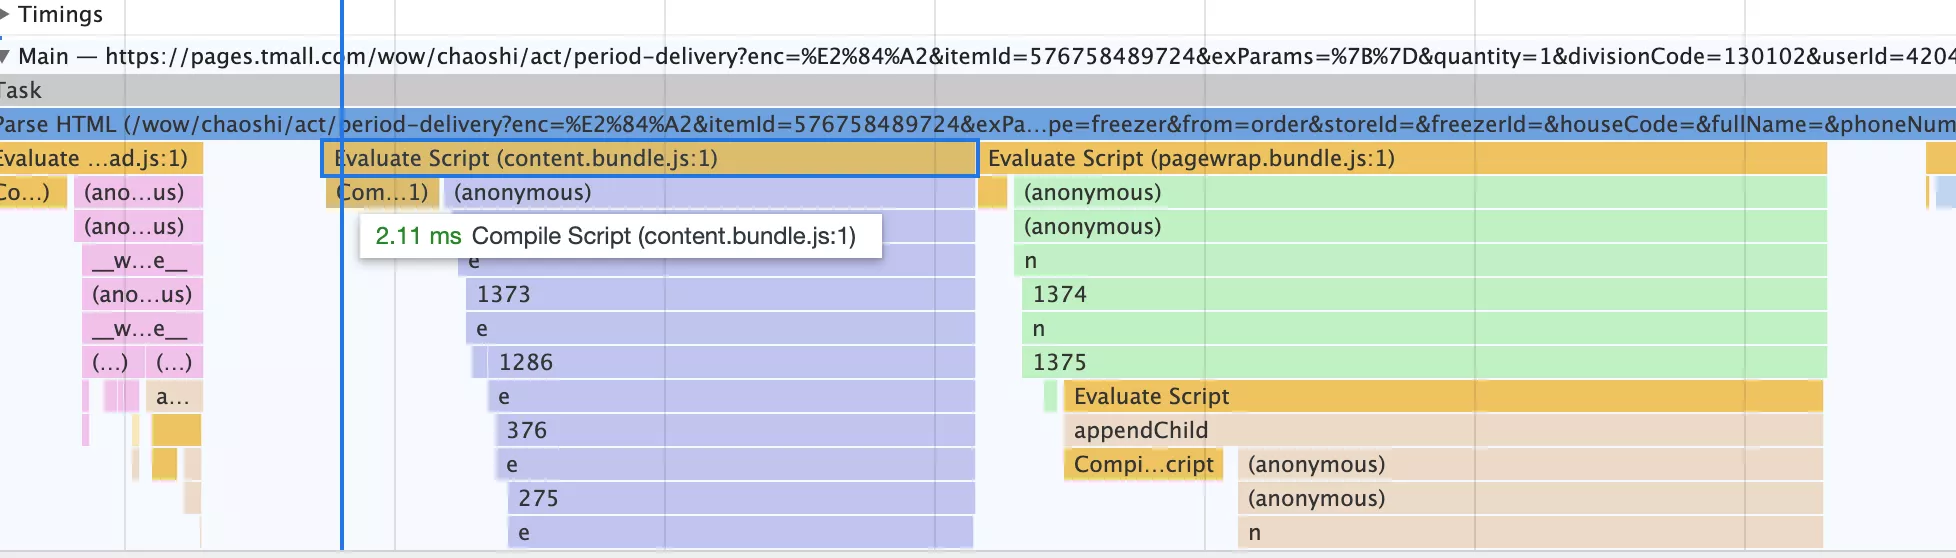 Timings
Main — https://pages.tmall.com/wow/chaoshi/act/period-delivery?enc=%E2%84%A2&itemId=576758489724&exParams=%7B%7D&quantity=1&divisionCode=130102&userId=4204
Task
Parse HTML (/wow/chaoshi/act/period-delivery?enc=%E2%84%A2&itemId=576758489724&exPa…pe=freezer&from=order&storeId=&freezerId=&houseCode=&fullName=&phoneNum
Evaluate …ad.js:1) Evaluate Script (content.bundle.js:1) Evaluate Script (pagewrap.bundle.js:1)
Co…) (ano…us) Com…1) (anonymous) (anonymous)
(ano…us) (anonymous)
2.11 ms Compile Script (content.bundle.js:1)
__w…e__ e n
(ano…us) 1373 1374
__w…e__ e n
(…) (…) 1286 1375
a… e Evaluate Script
376 appendChild
e Compi…cript (anonymous)
275 (anonymous)
e n